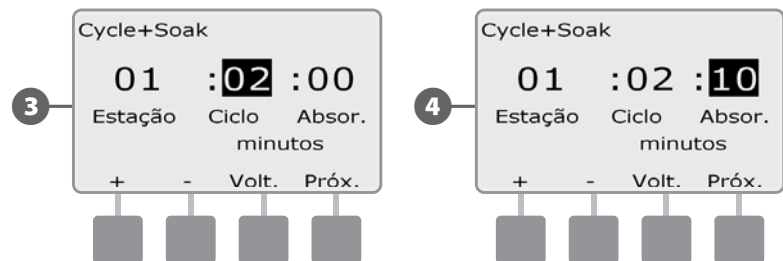 3
Cycle+Soak
01 :02 :00
Estação Ciclo Absor.
minutos
+ - Volt. Próx.
4
Cycle+Soak
01 :02 :10
Estação Ciclo Absor.
minutos
+ - Volt. Próx.